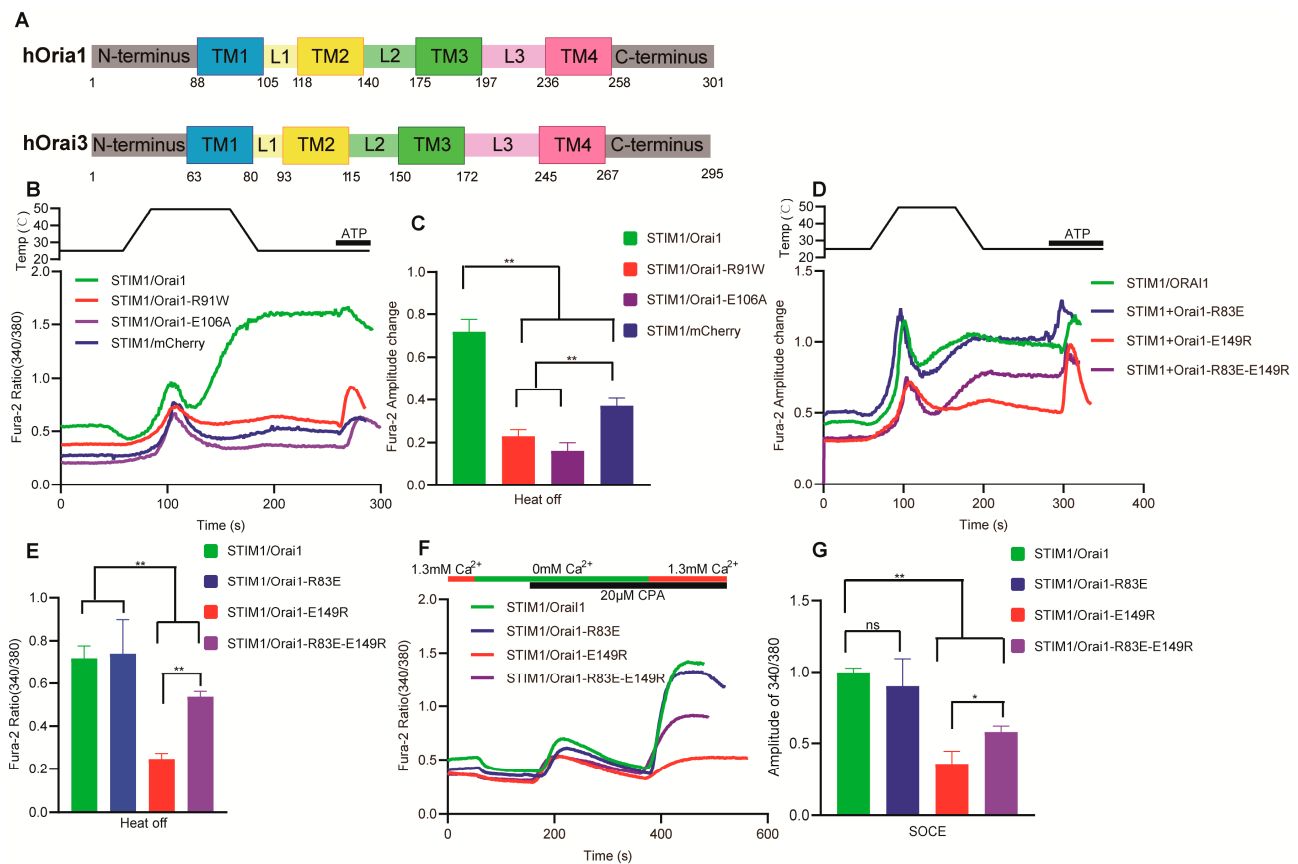 A
hOria1
N-terminus TM1 L1 TM2 L2 TM3 L3 TM4 C-terminus
1 88 105 118 140 175 197 236 258 301
hOrai3
N-terminus TM1 L1 TM2 L2 TM3 L3 TM4 C-terminus
1 63 80 93 115 150 172 245 267 295
B
Temp (℃)
50
40
30
20
ATP
Fura-2 Ratio(340/380)
2.0
1.5
1.0
0.5
0.0
STIM1/Orai1
STIM1/Orai1-R91W
STIM1/Orai1-E106A
STIM1/mCherry
0 100 200 300
Time (s)
C
STIM1/Orai1
STIM1/Orai1-R91W
STIM1/Orai1-E106A
STIM1/mCherry
Fura-2 Amplitude change
1.0
0.8
0.6
0.4
0.2
0.0
**
**
Heat off
D
Temp (℃)
50
40
30
20
ATP
Fura-2 Amplitude change
1.5
1.0
0.5
0.0
STIM1/ORAI1
STIM1+Orai1-R83E
STIM1+Orai1-E149R
STIM1+Orai1-R83E-E149R
0 100 200 300 400
Time (s)
E
STIM1/Orai1
STIM1/Orai1-R83E
STIM1/Orai1-E149R
STIM1/Orai1-R83E-E149R
Fura-2 Ratio(340/380)
1.0
0.8
0.6
0.4
0.2
0.0
**
**
Heat off
F
1.3mM Ca2+ 0mM Ca2+ 1.3mM Ca2+
20μM CPA
Fura-2 Ratio(340/380)
2.0
1.5
1.0
0.5
0.0
STIM1/Orail1
STIM1/Orai1-R83E
STIM1/Orai1-E149R
STIM1/Orai1-R83E-E149R
0 200 400 600
Time (s)
G
STIM1/Orai1
STIM1/Orai1-R83E
STIM1/Orai1-E149R
STIM1/Orai1-R83E-E149R
Amplitude of 340/380
1.5
1.0
0.5
0.0
**
ns
*
SOCE